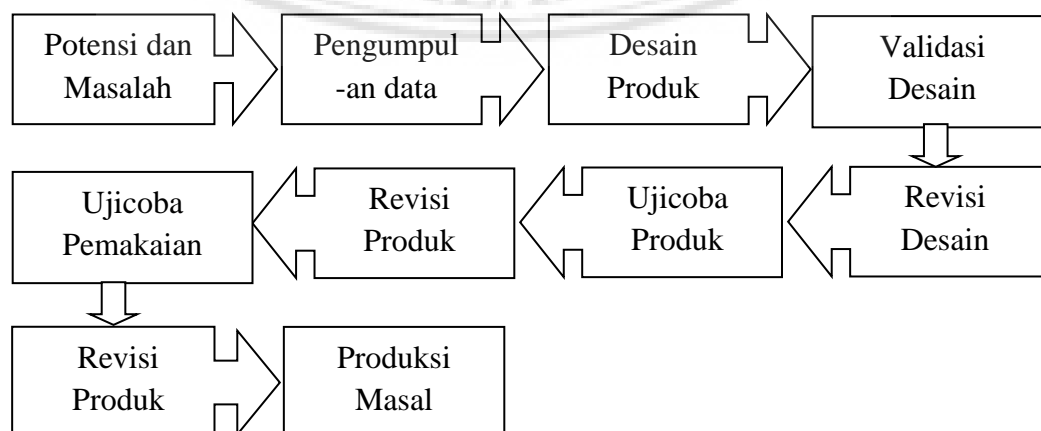 Potensi dan
Masalah
Pengumpul
-an data
Desain
Produk
Validasi
Desain
Revisi
Desain
Ujicoba
Produk
Revisi
Produk
Ujicoba
Pemakaian
Revisi
Produk
Produksi
Masal